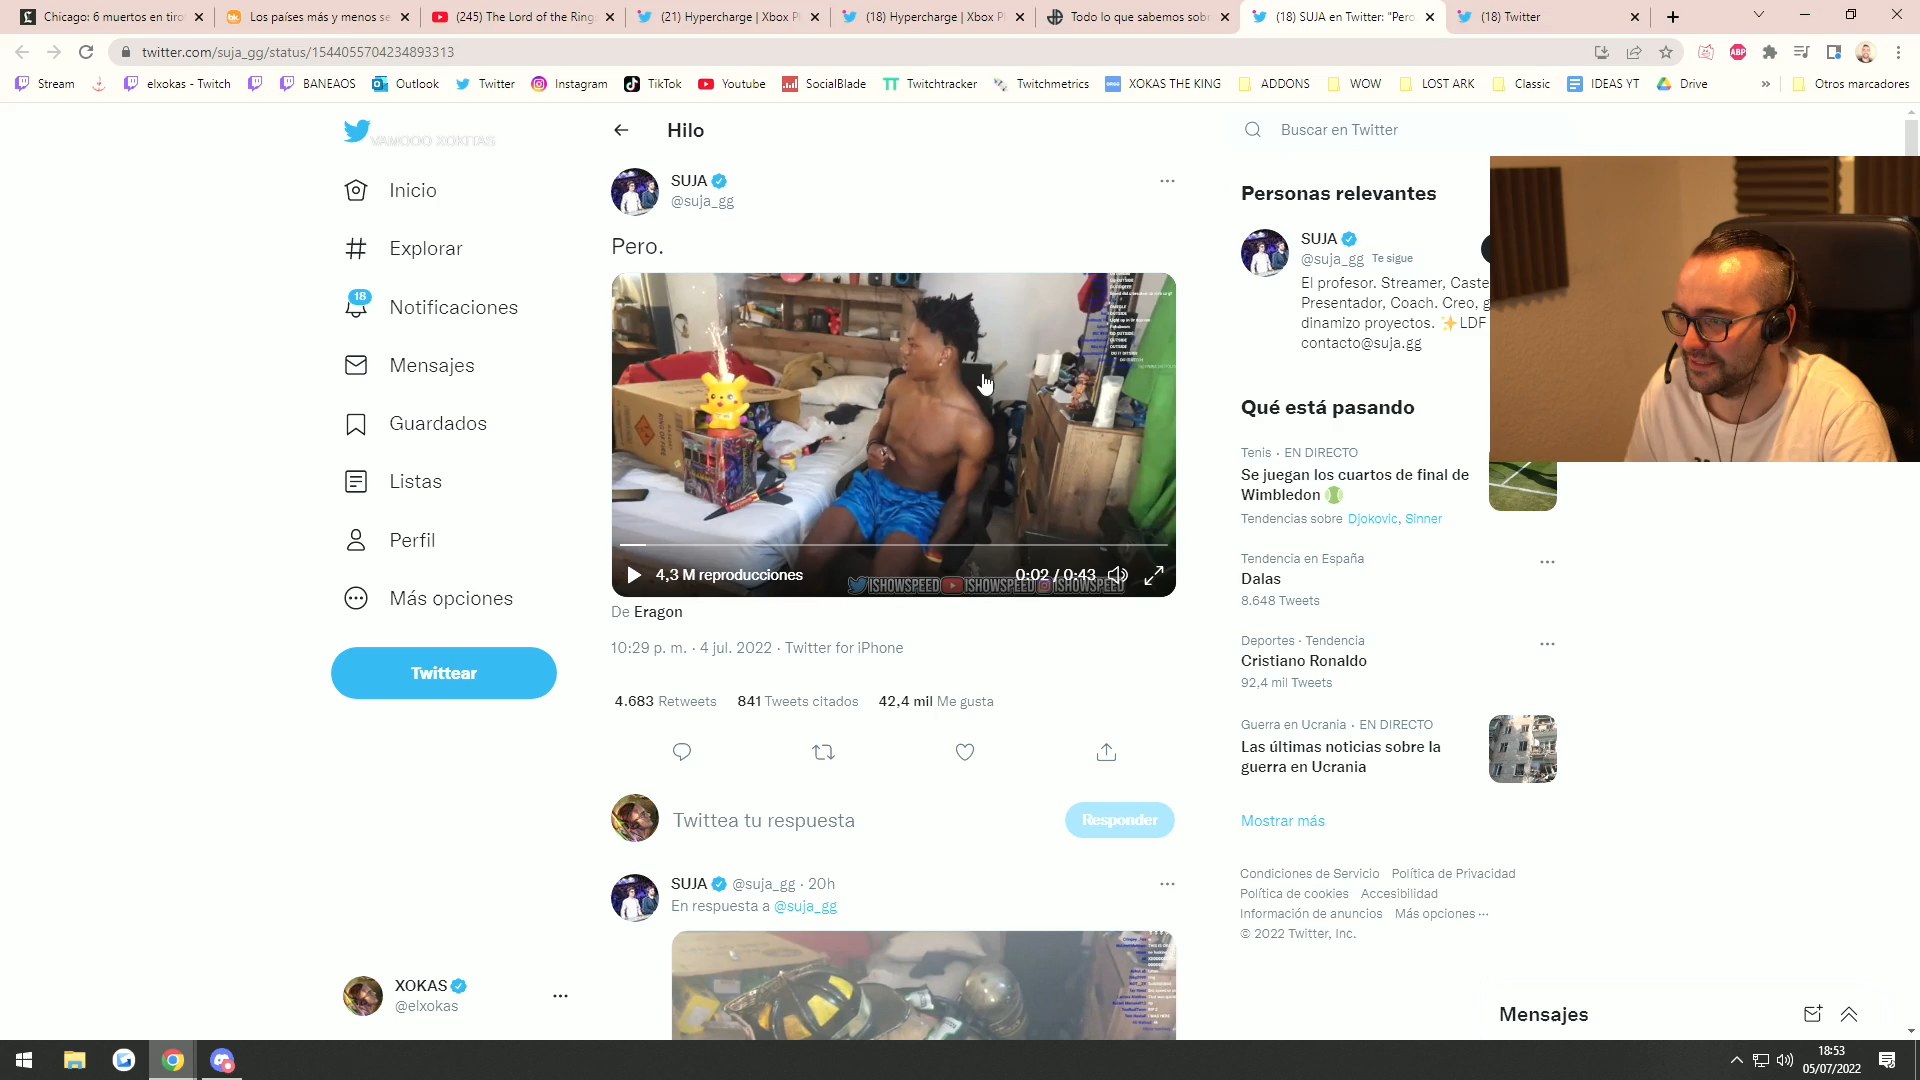 Chicago: 6 muertos en tiro
Los países más y menos se
(245) The Lord of the Ring
(21) Hypercharge | Xbox P
(18) Hypercharge | Xbox P
Todo lo que sabemos sob
(18) SUJA en Twitter: "Pero
(18) Twitter
twitter.com/suja_gg/status/1544055704234893313
ABP
Stream
elxokas - Twitch
BANEAOS
Outlook
Twitter
Instagram
TikTok
Youtube
SocialBlade
Twitchtracker
Twitchmetrics
XOKAS THE KING
ADDONS
WOW
LOST ARK
Classic
IDEAS YT
Drive
»
Otros marcadores
VAMOOO XOKITAS
Inicio
Explorar
18
Notificaciones
Mensajes
Guardados
Listas
Perfil
Más opciones
Twittear
XOKAS
@elxokas
Hilo
SUJA
@suja_gg
Pero.
4,3 M reproducciones
0:02 / 0:43
ISHOWSPEED ISHOWSPEED ISHOWSPEED
De Eragon
10:29 p. m. · 4 jul. 2022 · Twitter for iPhone
4.683 Retweets 841 Tweets citados 42,4 mil Me gusta
Twittea tu respuesta
Responder
SUJA @suja_gg · 20h
En respuesta a @suja_gg
Buscar en Twitter
Personas relevantes
SUJA
@suja_gg Te sigue
El profesor. Streamer, Caste
Presentador, Coach. Creo, g
dinamizo proyectos. ✨LDF
contacto@suja.gg
Qué está pasando
Tenis · EN DIRECTO
Se juegan los cuartos de final de
Wimbledon
Tendencias sobre Djokovic, Sinner
Tendencia en España
Dalas
8.648 Tweets
Deportes · Tendencia
Cristiano Ronaldo
92,4 mil Tweets
Guerra en Ucrania · EN DIRECTO
Las últimas noticias sobre la
guerra en Ucrania
Mostrar más
Condiciones de Servicio Política de Privacidad
Política de cookies Accesibilidad
Información de anuncios Más opciones ···
© 2022 Twitter, Inc.
Mensajes
18:53
05/07/2022